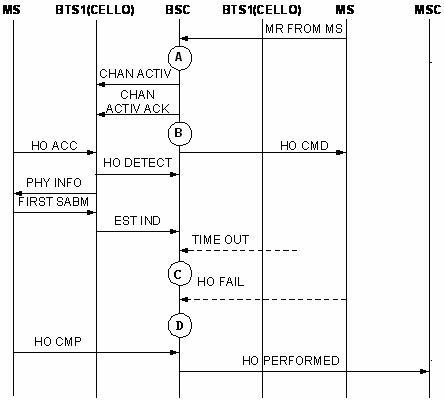 MS BTS1(CELLO) BSC BTS1(CELLO) MS MSC
MR FROM MS
A
CHAN ACTIV
CHAN
ACTIV ACK
B
HO ACC HO CMD
HO DETECT
PHY INFO
FIRST SABM
EST IND
TIME OUT
C
HO FAIL
D
HO CMP
HO PERFORMED